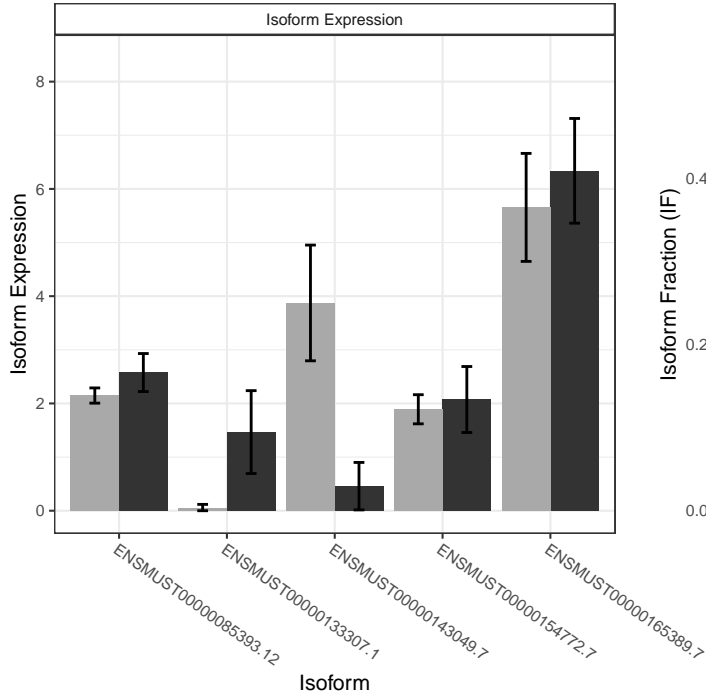 Isoform Expression
8
6
4
2
0
Isoform Expression
ENSMUST00000085393.12
ENSMUST00000133307.1
ENSMUST00000143049.7
ENSMUST00000154772.7
ENSMUST00000165389.7
Isoform
0.4
0.2
0.0
Isoform Fraction (IF)